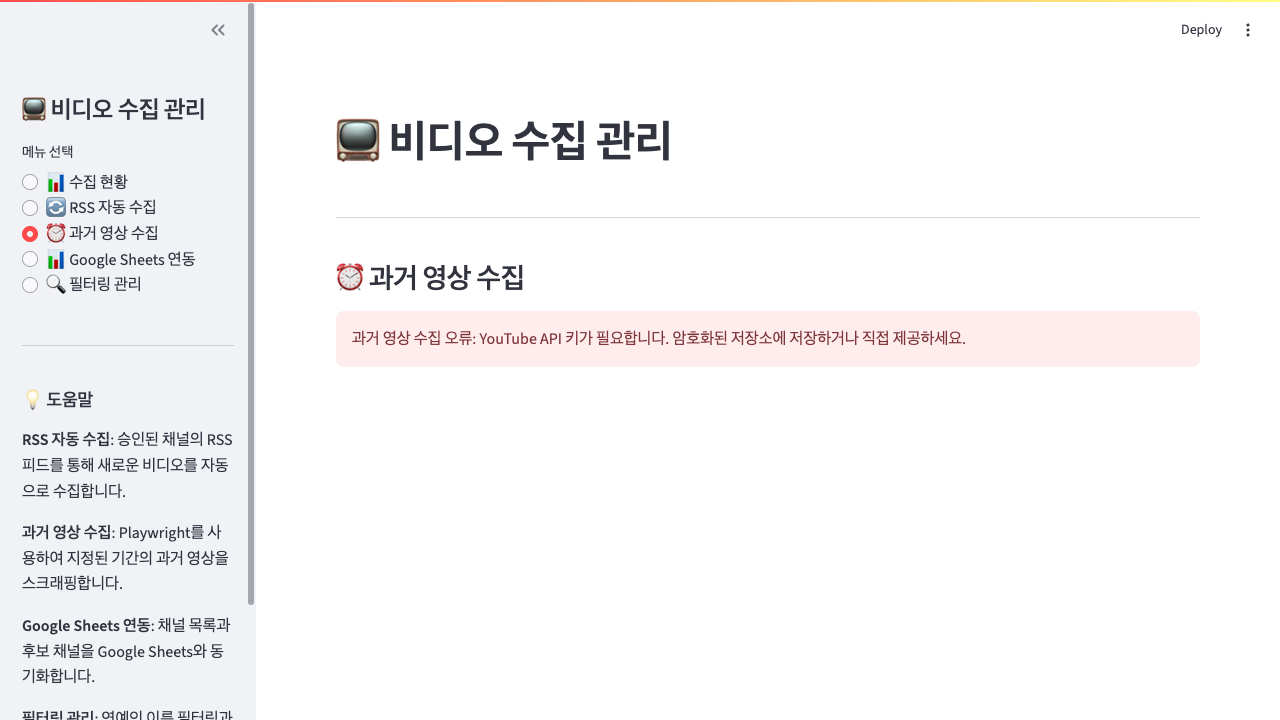 Deploy
비디오 수집 관리
메뉴 선택
수집 현황
RSS 자동 수집
과거 영상 수집
Google Sheets 연동
필터링 관리
도움말
RSS 자동 수집: 승인된 채널의 RSS
피드를 통해 새로운 비디오를 자동
으로 수집합니다.
과거 영상 수집: Playwright를 사
용하여 지정된 기간의 과거 영상을
스크래핑합니다.
Google Sheets 연동: 채널 목록과
후보 채널을 Google Sheets와 동
기화합니다.
필터링 관리: 연예인 이름 필터링과
비디오 수집 관리
과거 영상 수집
과거 영상 수집 오류: YouTube API 키가 필요합니다. 암호화된 저장소에 저장하거나 직접 제공하세요.